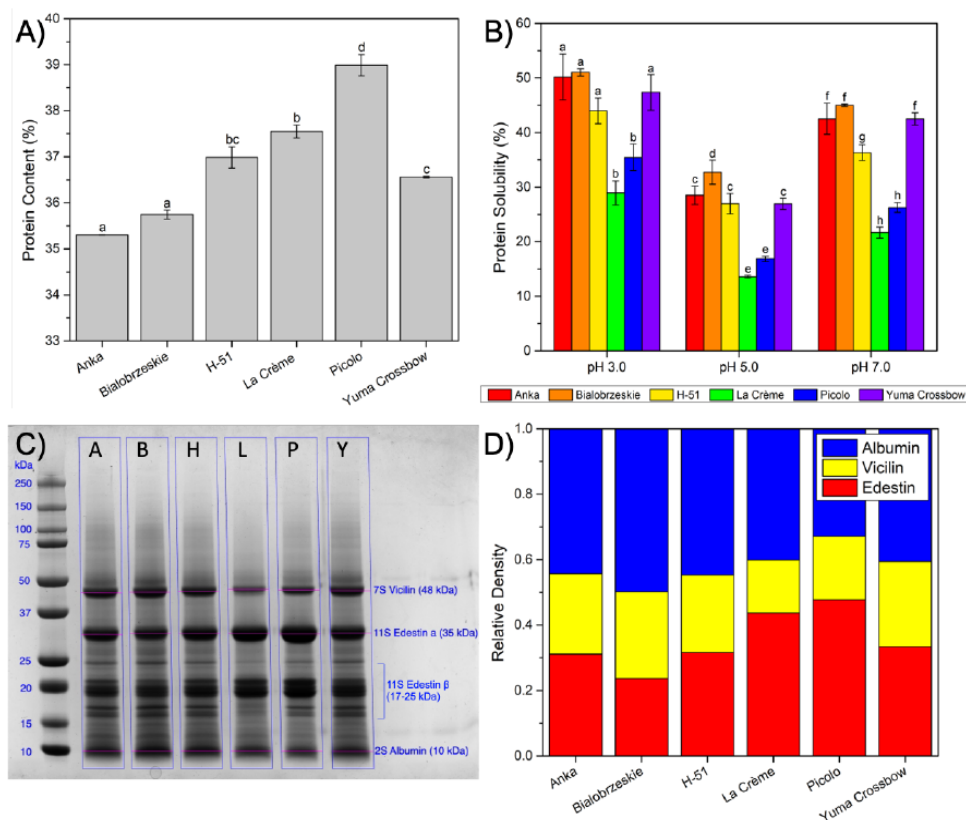 A)
Protein Content (%)
40
39
38
37
36
35
34
33
a
a
bc
b
d
c
Anka
Bialobrzeskie
H-51
La Crème
Picolo
Yuma Crossbow
B)
Protein Solubility (%)
60
50
40
30
20
10
0
a
a
a
b
b
a
c
d
c
e
e
c
f
f
g
h
h
f
pH 3.0
pH 5.0
pH 7.0
Anka
Bialobrzeskie
H-51
La Crème
Picolo
Yuma Crossbow
C)
A
B
H
L
P
Y
kDa
250
150
100
75
50
37
25
20
15
10
7S Vicilin (48 kDa)
11S Edestin a (35 kDa)
11S Edestin β
(17-25 kDa)
2S Albumin (10 kDa)
D)
Relative Density
1.0
0.8
0.6
0.4
0.2
0.0
Albumin
Vicilin
Edestin
Anka
Bialobrzeskie
H-51
La Crème
Picolo
Yuma Crossbow